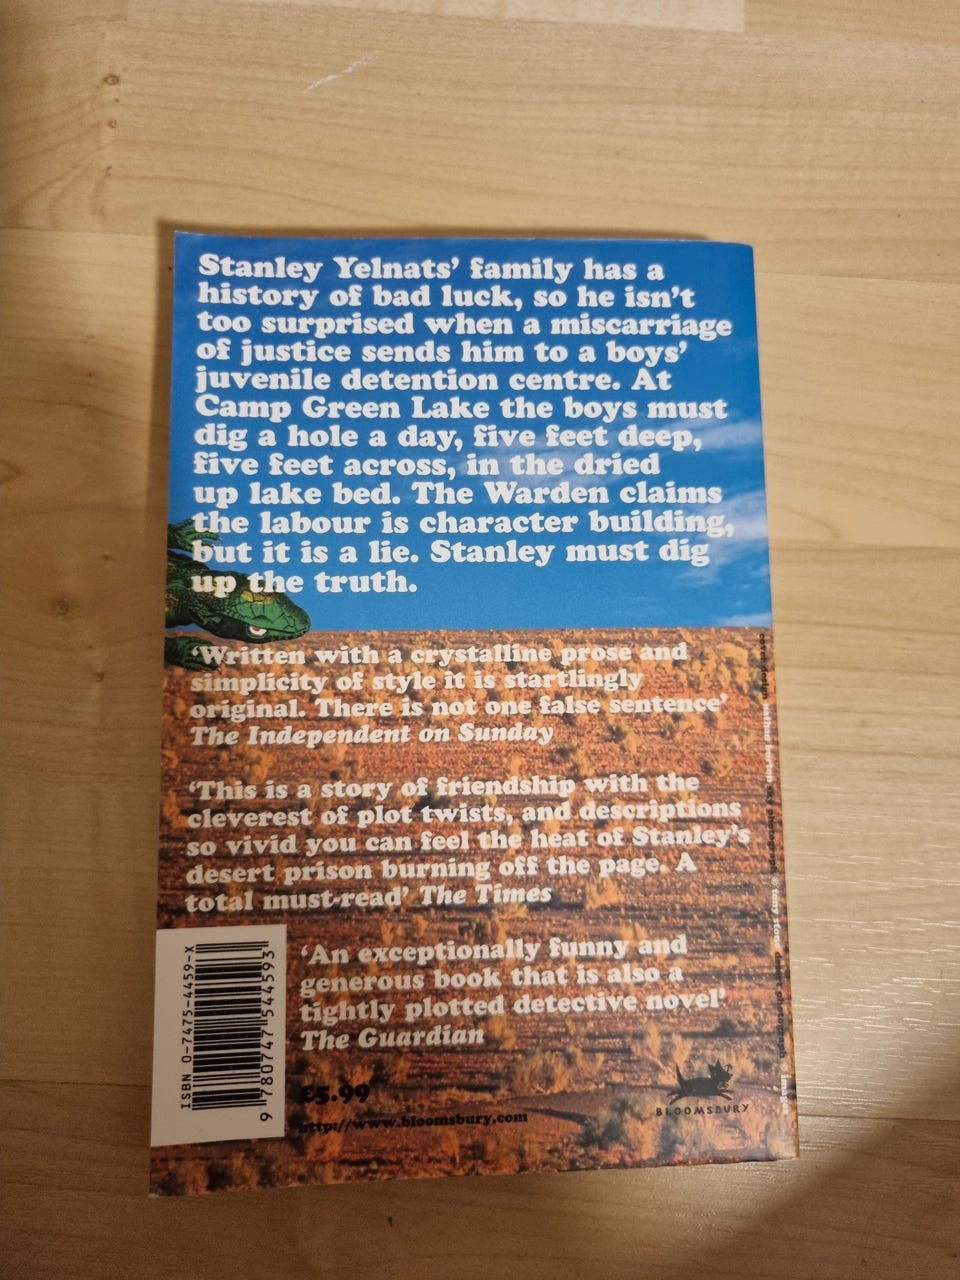 Stanley Yelnats’ family has a
history of bad luck, so he isn’t
too surprised when a miscarriage
of justice sends him to a boys’
juvenile detention centre. At
Camp Green Lake the boys must
dig a hole a day, five feet deep,
five feet across, in the dried
up lake bed. The Warden claims
the labour is character building,
but it is a lie. Stanley must dig
up the truth.
‘Written with a crystalline prose and
simplicity of style it is startlingly
original. There is not one false sentence’
The Independent on Sunday
‘This is a story of friendship with the
cleverest of plot twists, and descriptions
so vivid you can feel the heat of Stanley’s
desert prison burning off the page. A
total must-read’ The Times
‘An exceptionally funny and
generous book that is also a
tightly plotted detective novel’
The Guardian
£5.99
http://www.bloomsbury.com
ISBN 0-7475-4459-X
9 780747 544593
BLOOMSBURY
cover design